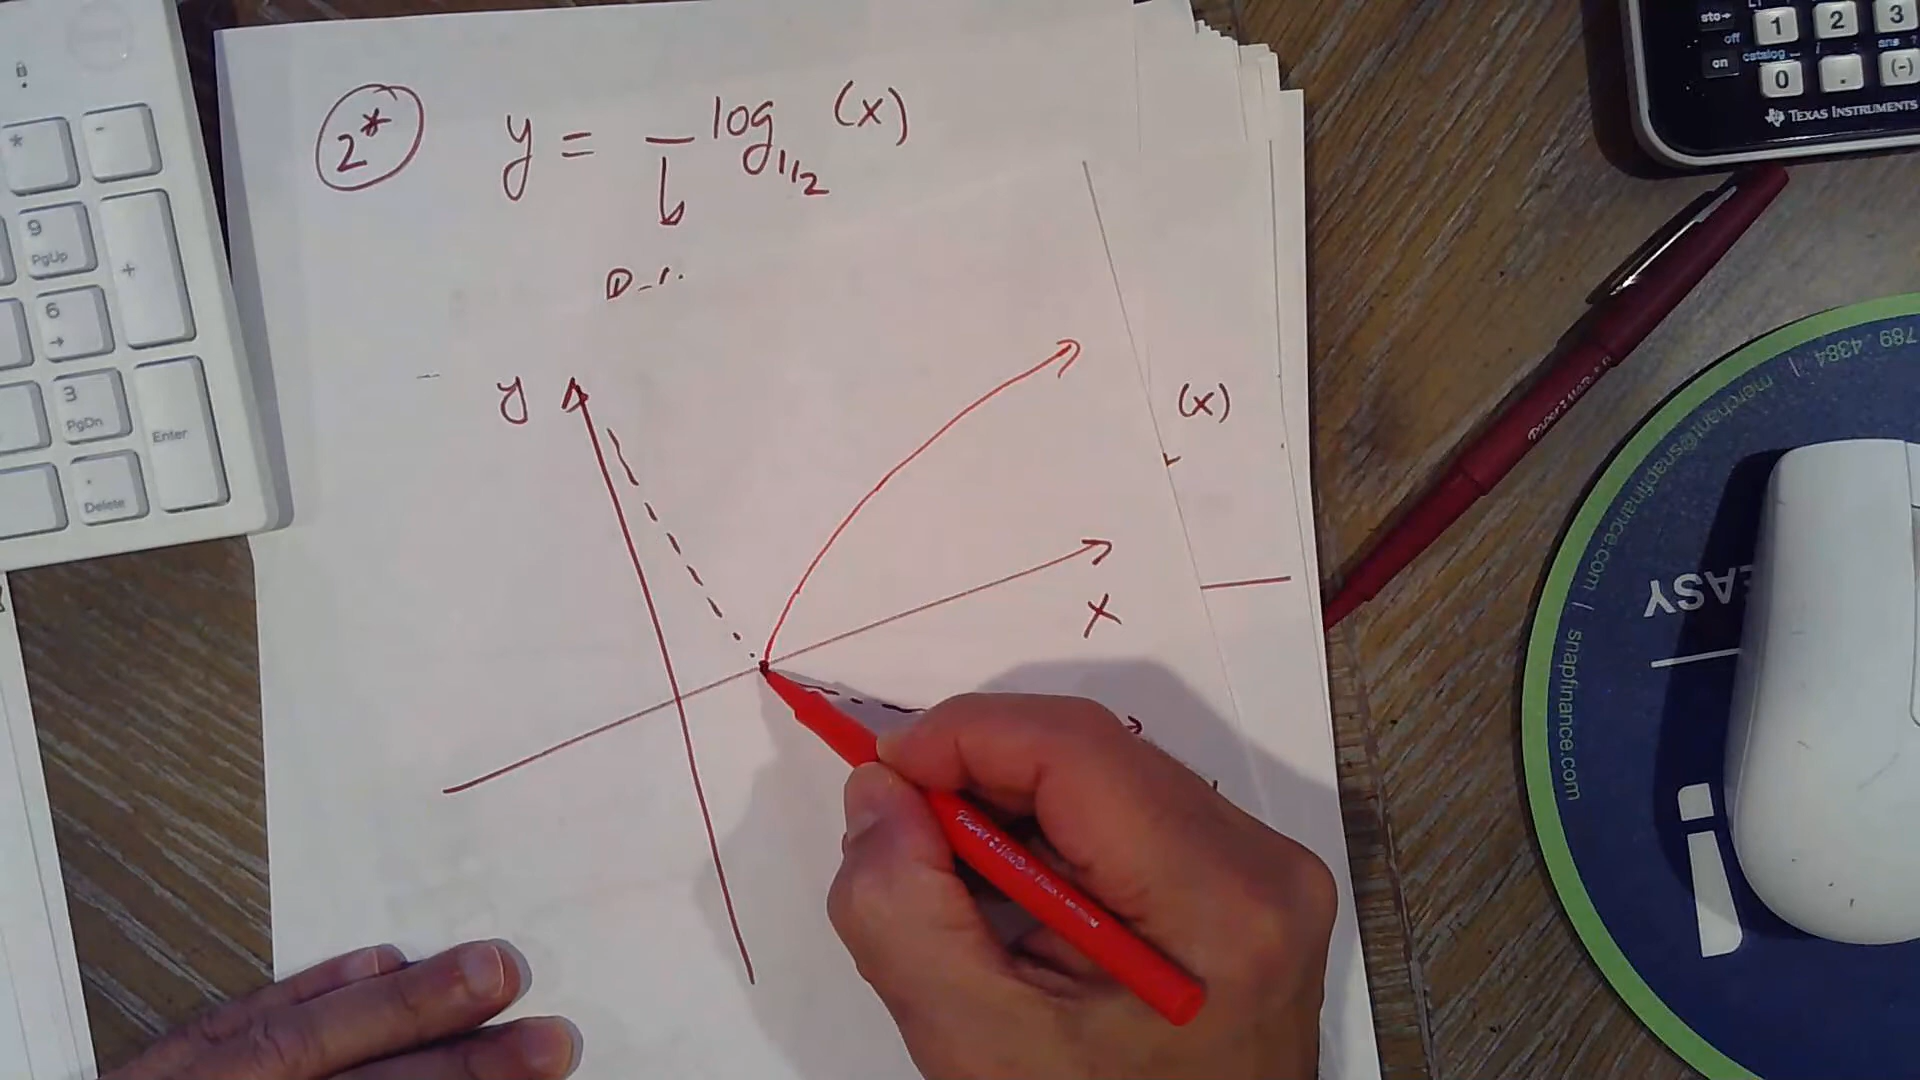 2*
y = - log1/2 (x)
D-1.
y
x
(x)
*
-
9
PgUp
+
6
→
3
PgDn
Enter
.
Delete
sto→
1
2
3
off
on
catalog
i
:
ans
?
0
.
(-)
TEXAS INSTRUMENTS
789.4384 | merchant@snapfinance.com | snapfinance.com
EASY